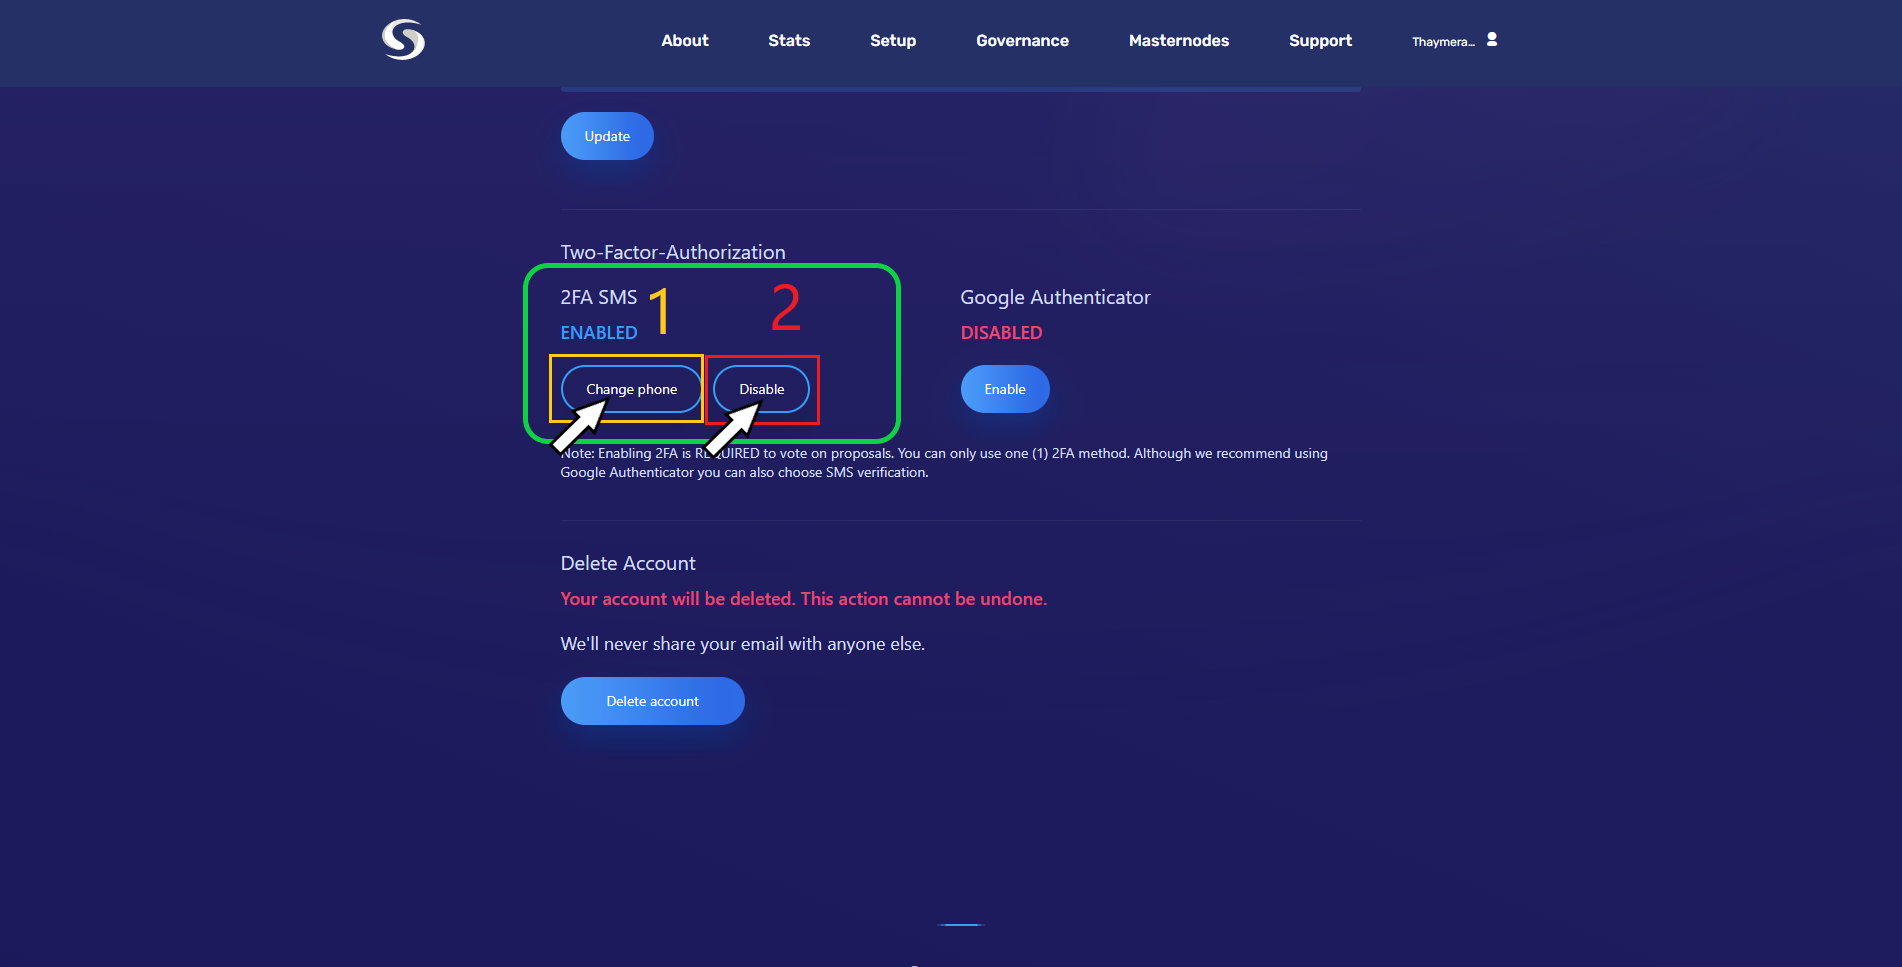 About Stats Setup Governance Masternodes Support Thaymera...
Update
Two-Factor-Authorization
2FA SMS 1 2 Google Authenticator
ENABLED DISABLED
Change phone Disable Enable
Note: Enabling 2FA is REQUIRED to vote on proposals. You can only use one (1) 2FA method. Although we recommend using
Google Authenticator you can also choose SMS verification.
Delete Account
Your account will be deleted. This action cannot be undone.
We'll never share your email with anyone else.
Delete account